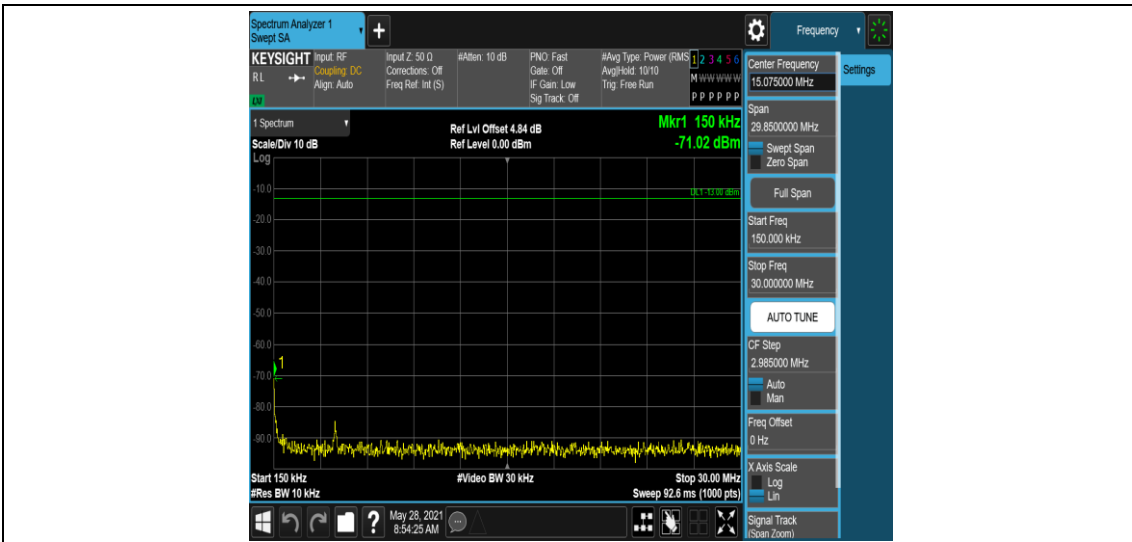 Spectrum Analyzer 1
Swept SA
+
Frequency
KEYSIGHT
RL
LXI
Input: RF
Coupling: DC
Align: Auto
Input Z: 50 Ω
Corrections: Off
Freq Ref: Int (S)
#Atten: 10 dB
PNO: Fast
Gate: Off
IF Gain: Low
Sig Track: Off
#Avg Type: Power (RMS
Avg|Hold: 10/10
Trig: Free Run
1 2 3 4 5 6
M W W W W W
P P P P P P
1 Spectrum
Scale/Div 10 dB
Log
Ref Lvl Offset 4.84 dB
Ref Level 0.00 dBm
Mkr1 150 kHz
-71.02 dBm
DL1 -13.00 dBm
-10.0
-20.0
-30.0
-40.0
-50.0
-60.0
-70.0
-80.0
-90.0
1
Start 150 kHz
#Res BW 10 kHz
#Video BW 30 kHz
Stop 30.00 MHz
Sweep 92.6 ms (1000 pts)
?
May 28, 2021
8:54:25 AM
Center Frequency
15.075000 MHz
Settings
Span
29.8500000 MHz
Swept Span
Zero Span
Full Span
Start Freq
150.000 kHz
Stop Freq
30.000000 MHz
AUTO TUNE
CF Step
2.985000 MHz
Auto
Man
Freq Offset
0 Hz
X Axis Scale
Log
Lin
Signal Track
(Span Zoom)